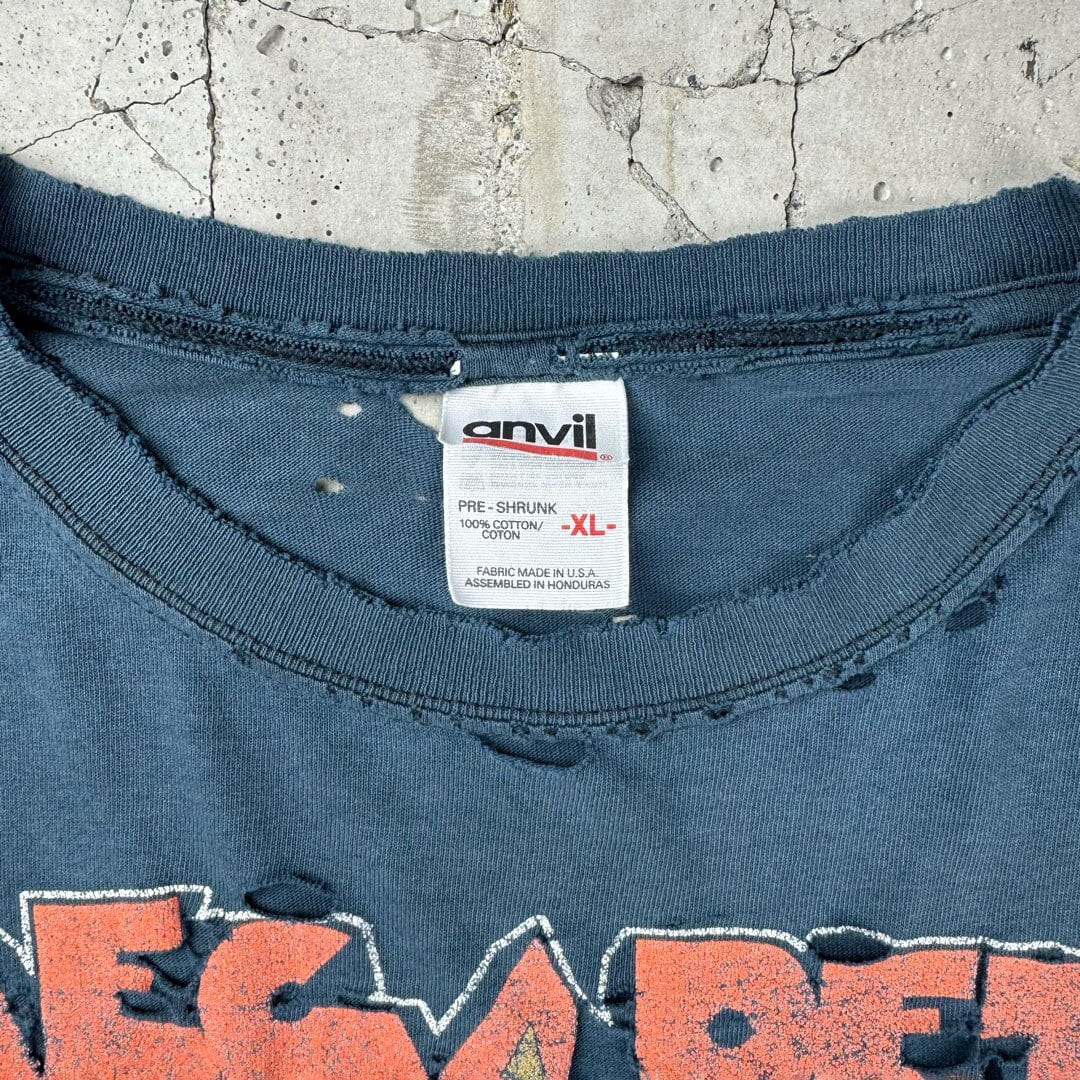 anvil
®
PRE-SHRUNK
100% COTTON/
COTON
-XL-
FABRIC MADE IN U.S.A.
ASSEMBLED IN HONDURAS